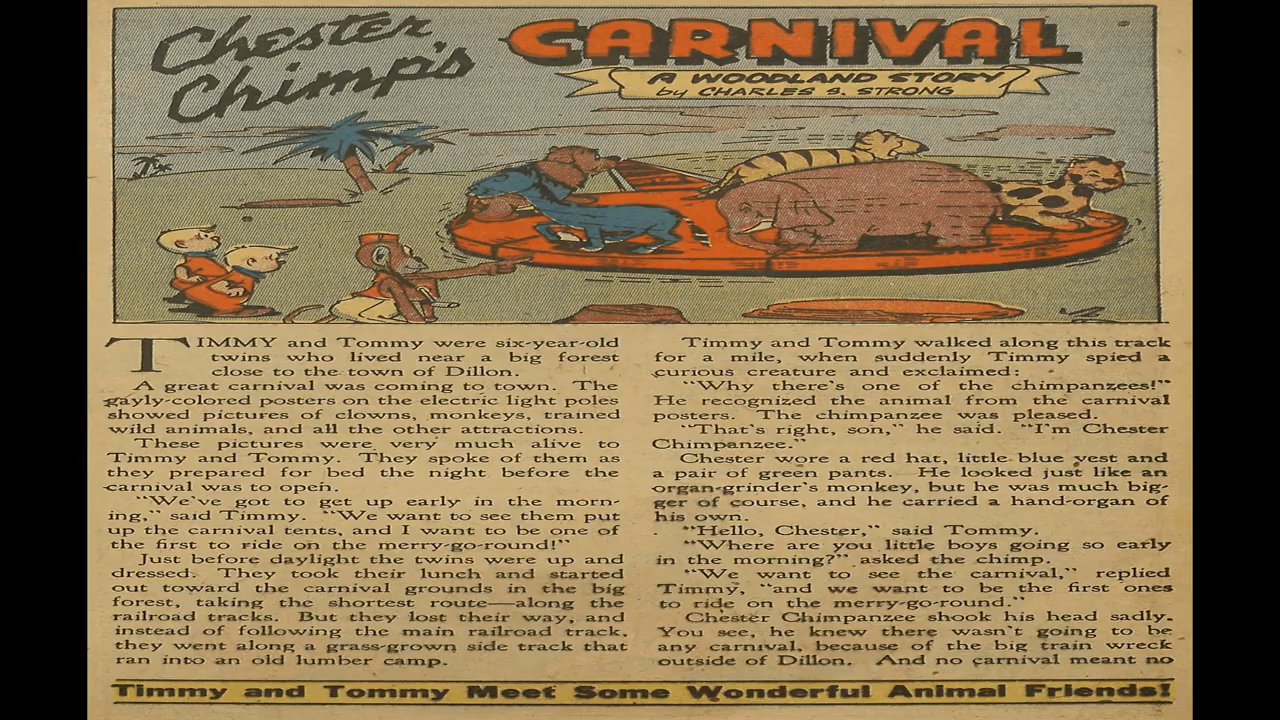 Chester
Chimp's
CARNIVAL
A WOODLAND STORY
by CHARLES S. STRONG
TIMMY and Tommy were six-year-old
twins who lived near a big forest
close to the town of Dillon.
A great carnival was coming to town. The
gayly-colored posters on the electric light poles
showed pictures of clowns, monkeys, trained
wild animals, and all the other attractions.
These pictures were very much alive to
Timmy and Tommy. They spoke of them as
they prepared for bed the night before the
carnival was to open.
"We've got to get up early in the morn-
ing," said Timmy. "We want to see them put
up the carnival tents, and I want to be one of
the first to ride on the merry-go-round!"
Just before daylight the twins were up and
dressed. They took their lunch and started
out toward the carnival grounds in the big
forest, taking the shortest route—along the
railroad tracks. But they lost their way, and
instead of following the main railroad track,
they went along a grass-grown side track that
ran into an old lumber camp.
Timmy and Tommy walked along this track
for a mile, when suddenly Timmy spied a
curious creature and exclaimed:
"Why there's one of the chimpanzees!"
He recognized the animal from the carnival
posters. The chimpanzee was pleased.
"That's right, son," he said. "I'm Chester
Chimpanzee."
Chester wore a red hat, little blue vest and
a pair of green pants. He looked just like an
organ-grinder's monkey, but he was much big-
ger of course, and he carried a hand-organ of
his own.
"Hello, Chester," said Tommy.
"Where are you little boys going so early
in the morning?" asked the chimp.
"We want to see the carnival," replied
Timmy, "and we want to be the first ones
to ride on the merry-go-round."
Chester Chimpanzee shook his head sadly.
You see, he knew there wasn't going to be
any carnival, because of the big train wreck
outside of Dillon. And no carnival meant no
Timmy and Tommy Meet Some Wonderful Animal Friends!